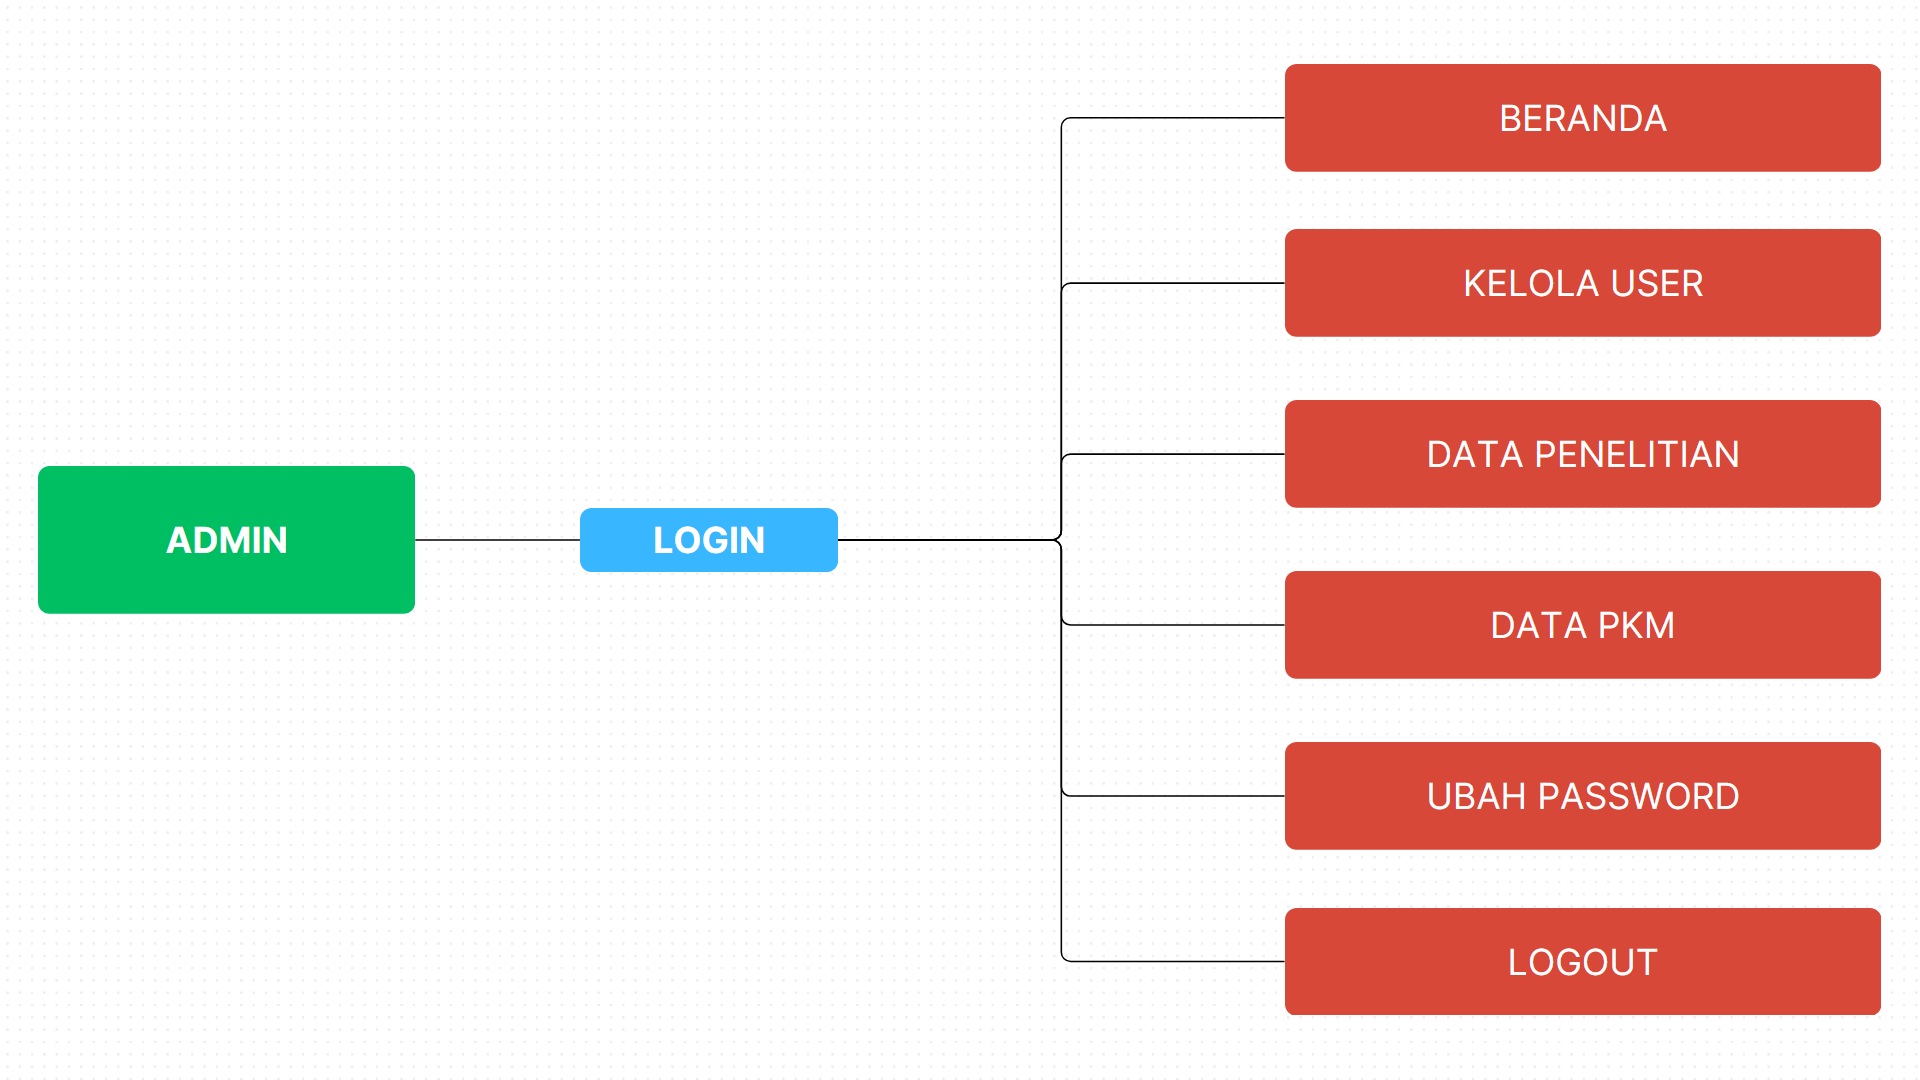 ADMIN
LOGIN
BERANDA
KELOLA USER
DATA PENELITIAN
DATA PKM
UBAH PASSWORD
LOGOUT